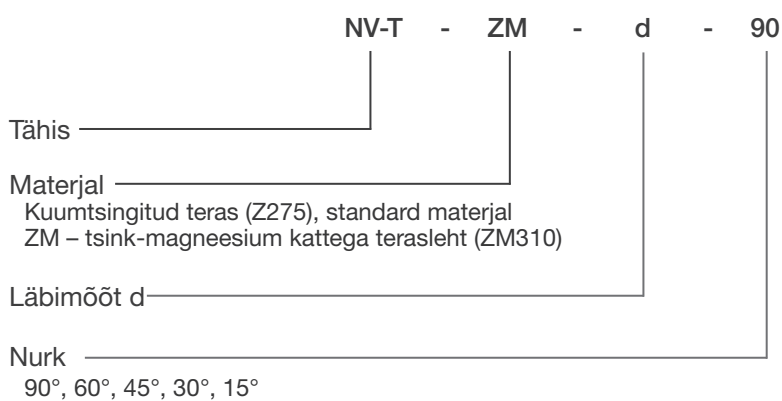 NV-T - ZM - d - 90
Tähis
Materjal
Kuumtsingitud teras (Z275), standard materjal
ZM – tsink-magneesium kattega terasleht (ZM310)
Läbimõõt d
Nurk
90°, 60°, 45°, 30°, 15°